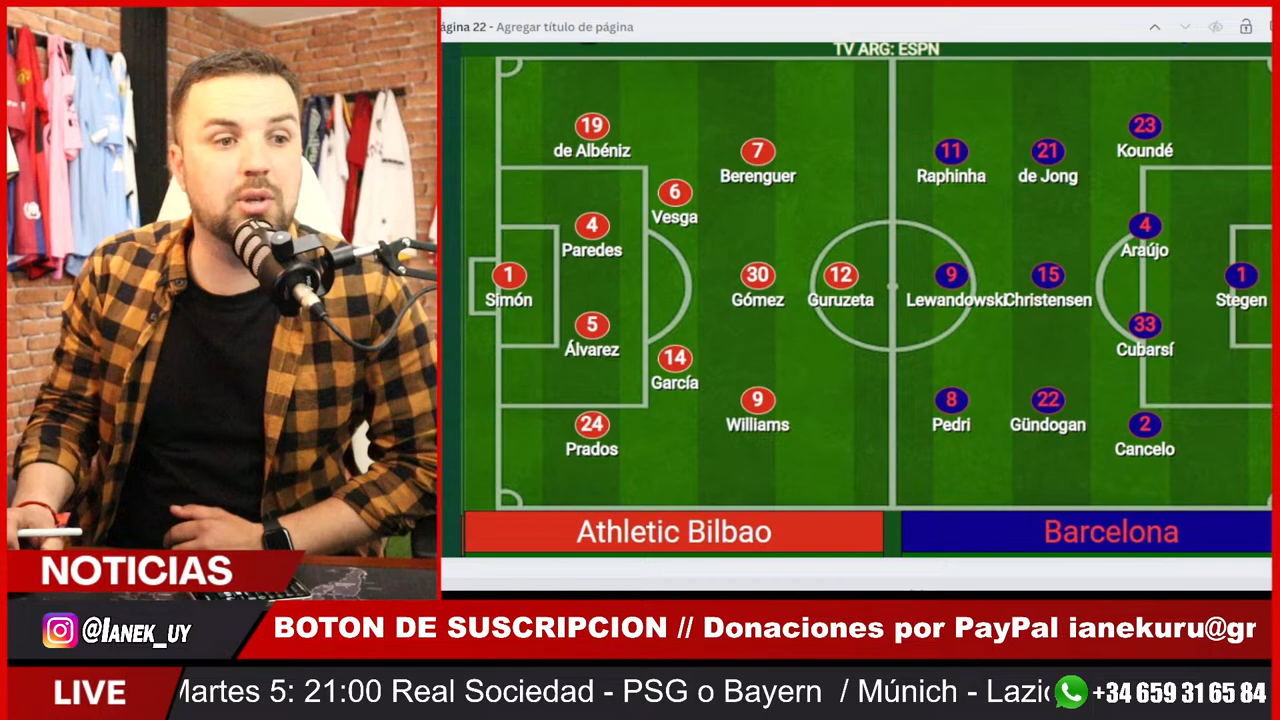 ágina 22 - Agregar título de página
TV ARG: ESPN
19
de Albéniz
7
Berenguer
11
Raphinha
21
de Jong
23
Koundé
6
Vesga
4
Paredes
4
Araújo
1
Simón
30
Gómez
12
Guruzeta
9
Lewandowski
15
Christensen
1
Stegen
5
Álvarez
33
Cubarsí
14
García
24
Prados
9
Williams
8
Pedri
22
Gündogan
2
Cancelo
Athletic Bilbao
Barcelona
NOTICIAS
@IANEK_UY
BOTON DE SUSCRIPCION // Donaciones por PayPal ianekuru@gr
LIVE
Martes 5: 21:00 Real Sociedad - PSG o Bayern / Múnich - Lazio
+34 659 31 65 84